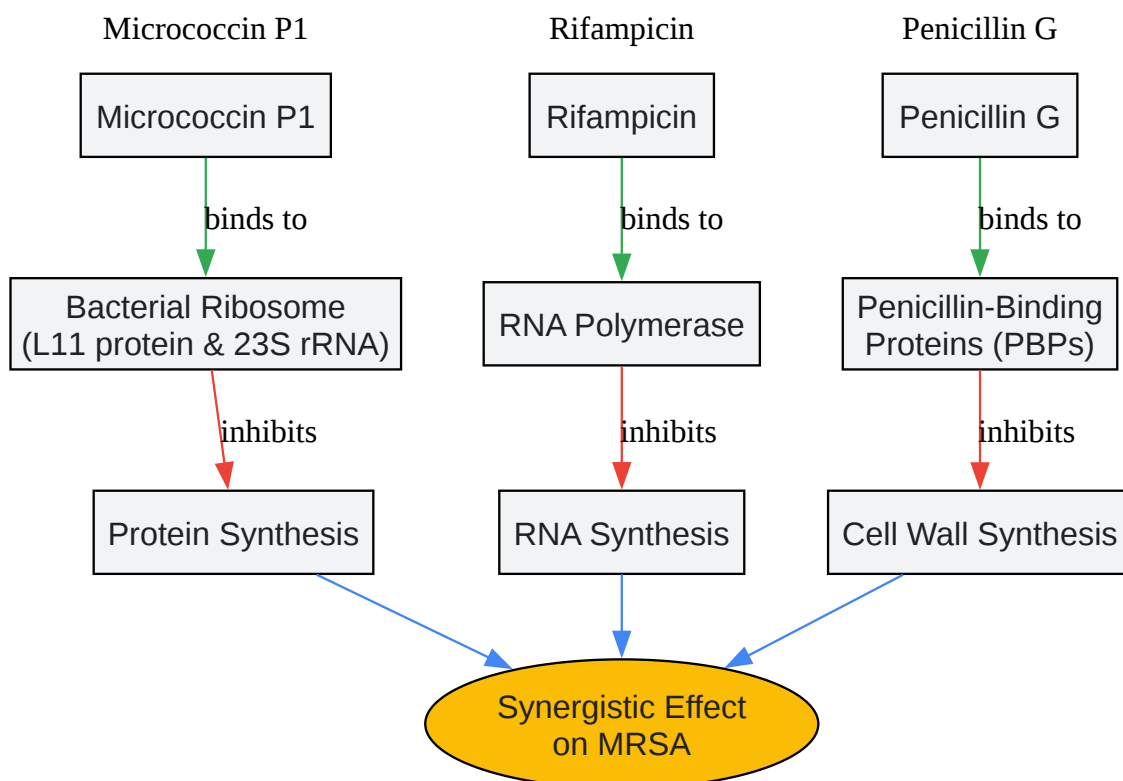 Micrococcin P1
Rifampicin
Penicillin G
Micrococcin P1
Rifampicin
Penicillin G
binds to
binds to
binds to
Bacterial Ribosome
(L11 protein & 23S rRNA)
RNA Polymerase
Penicillin-Binding
Proteins (PBPs)
inhibits
inhibits
inhibits
Protein Synthesis
RNA Synthesis
Cell Wall Synthesis
Synergistic Effect
on MRSA